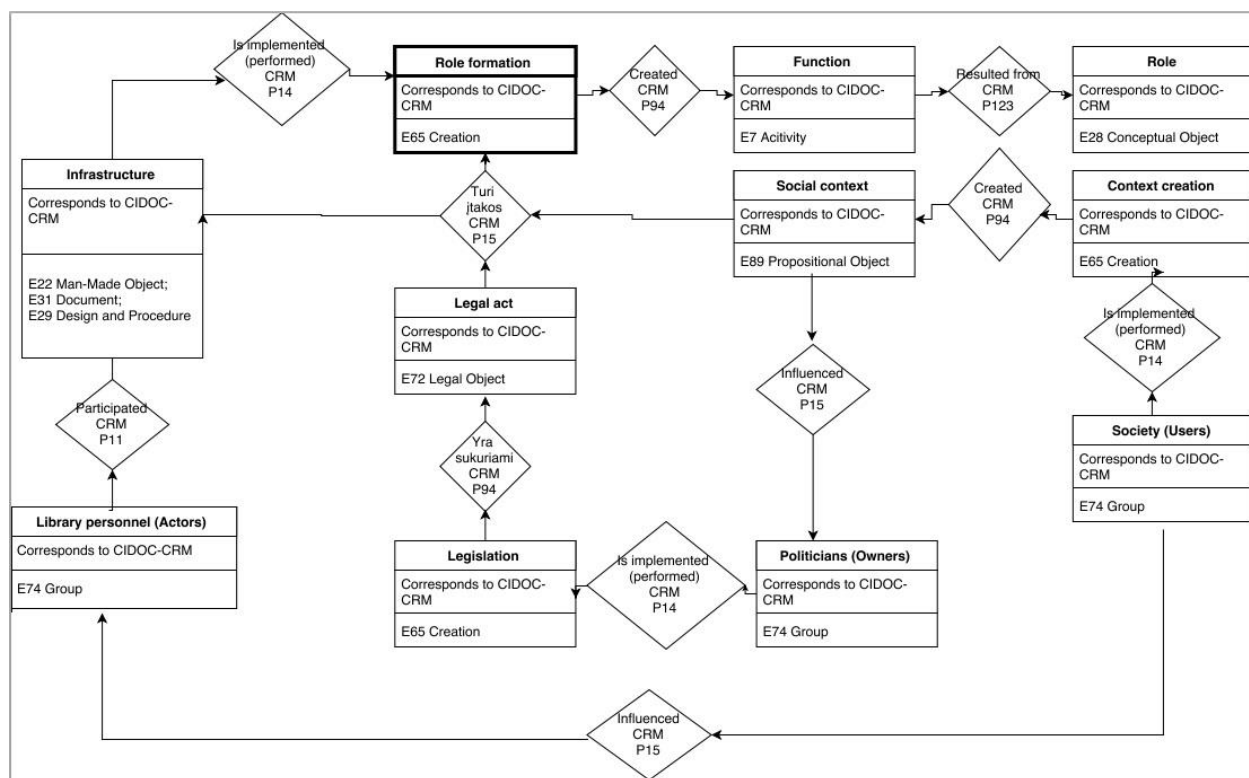 Is implemented
(performed)
CRM
P14
Role formation
Corresponds to CIDOC-
CRM
E65 Creation
Created
CRM
P94
Function
Corresponds to CIDOC-
CRM
E7 Acitivity
Resulted from
CRM
P123
Role
Corresponds to CIDOC-
CRM
E28 Conceptual Object
Infrastructure
Corresponds to CIDOC-
CRM
E22 Man-Made Object;
E31 Document;
E29 Design and Procedure
Turi
įtakos
CRM
P15
Social context
Corresponds to CIDOC-
CRM
E89 Propositional Object
Created
CRM
P94
Context creation
Corresponds to CIDOC-
CRM
E65 Creation
Legal act
Corresponds to CIDOC-
CRM
E72 Legal Object
Influenced
CRM
P15
Is implemented
(performed)
CRM
P14
Participated
CRM
P11
Yra
sukuriami
CRM
P94
Society (Users)
Corresponds to CIDOC-
CRM
E74 Group
Library personnel (Actors)
Corresponds to CIDOC-CRM
E74 Group
Legislation
Corresponds to CIDOC-
CRM
E65 Creation
Is implemented
(performed)
CRM
P14
Politicians (Owners)
Corresponds to CIDOC-
CRM
E74 Group
Influenced
CRM
P15